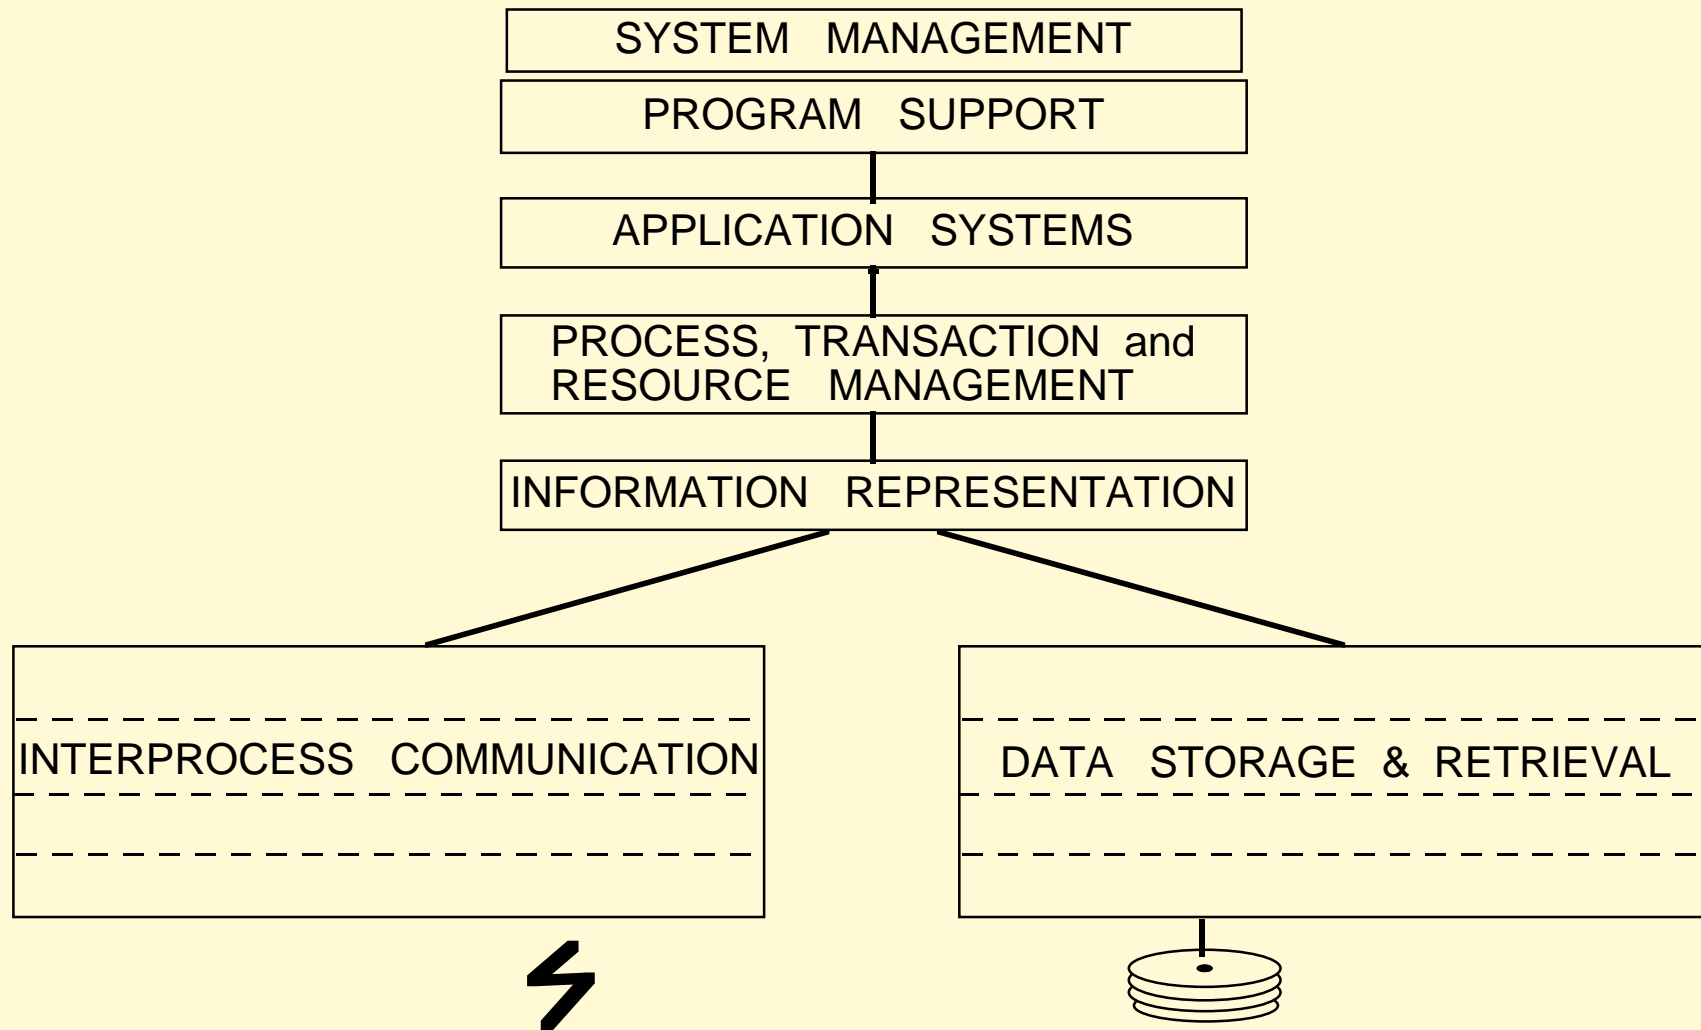 SYSTEM MANAGEMENT
PROGRAM SUPPORT
APPLICATION SYSTEMS
PROCESS, TRANSACTION and
RESOURCE MANAGEMENT
INFORMATION REPRESENTATION
INTERPROCESS COMMUNICATION
DATA STORAGE & RETRIEVAL